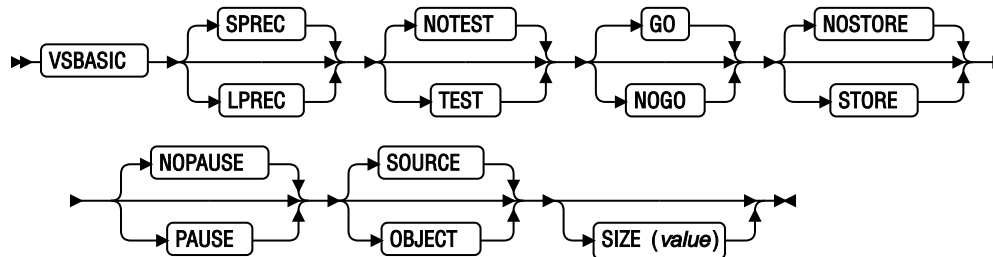 SPREC NOTEST GO NOSTORE
VSBASIC
LPREC TEST NOGO STORE
NOPAUSE SOURCE
PAUSE OBJECT SIZE (value)